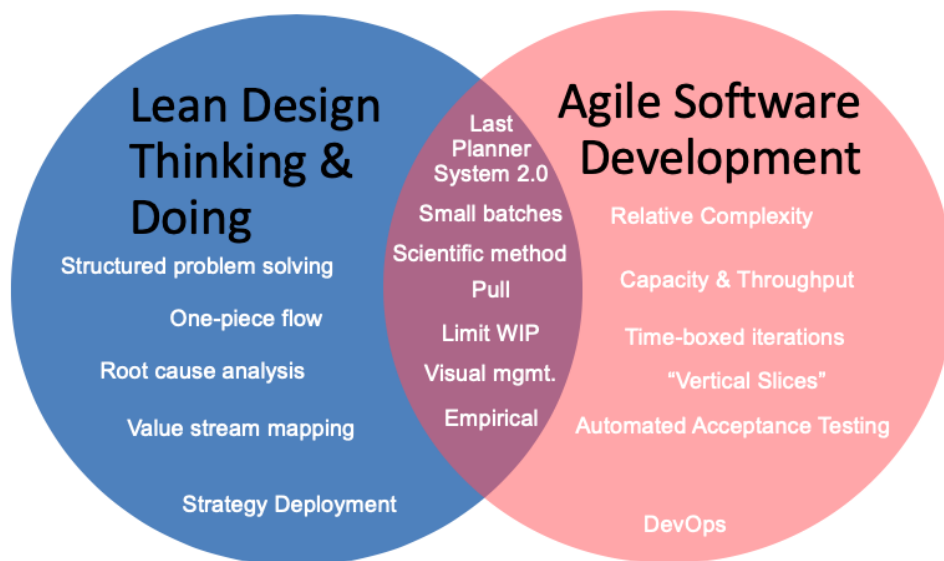 Lean Design
Thinking &
Doing
Structured problem solving
One-piece flow
Root cause analysis
Value stream mapping
Strategy Deployment
Last
Planner
System 2.0
Small batches
Scientific method
Pull
Limit WIP
Visual mgmt.
Empirical
Agile Software
Development
Relative Complexity
Capacity & Throughput
Time-boxed iterations
“Vertical Slices”
Automated Acceptance Testing
DevOps